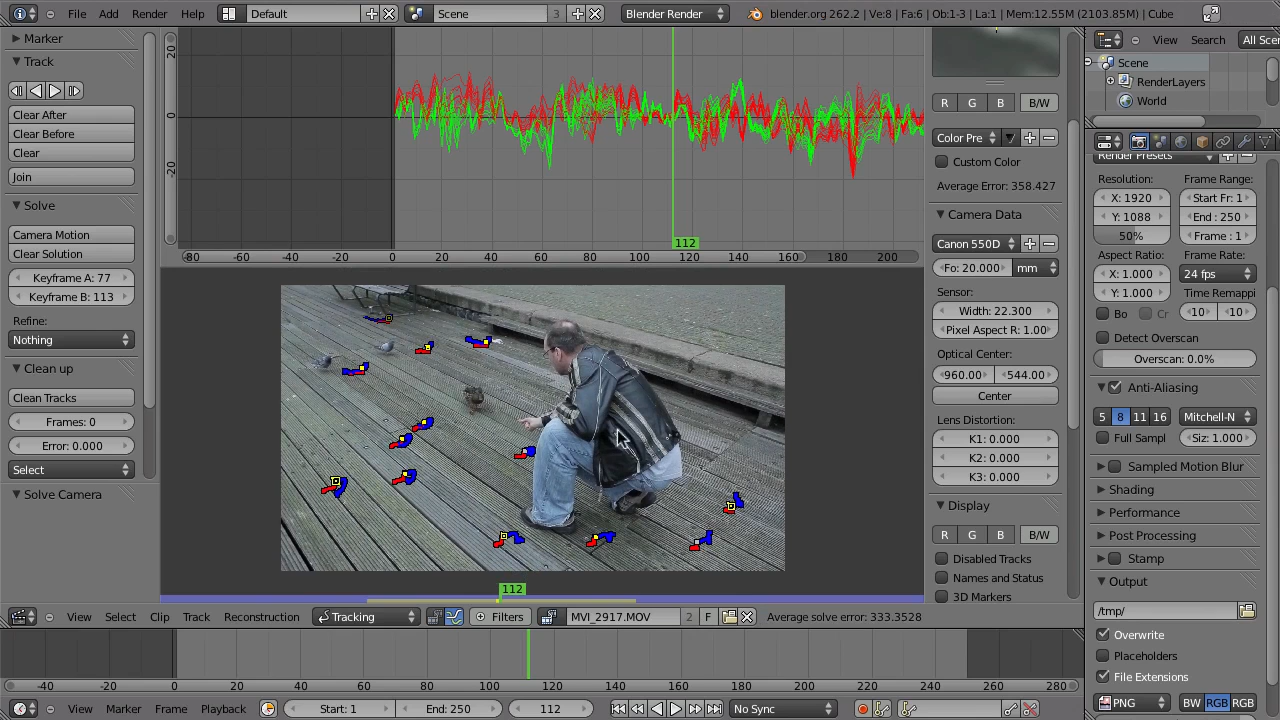 File Add Render Help Default Scene 3 Blender Render blender.org 262.2 | Ve:8 | Fa:6 | Ob:1-3 | La:1 | Mem:12.55M (2103.85M) | Cube
Marker
Track
Clear After
Clear Before
Clear
Join
Solve
Camera Motion
Clear Solution
Keyframe A: 77
Keyframe B: 113
Refine:
Nothing
Clean up
Clean Tracks
Frames: 0
Error: 0.000
Select
Solve Camera
20
0
-20
112
-80 -60 -40 -20 0 20 40 60 80 100 120 140 160 180 200
112
R G B B/W
Color Pre
Custom Color
Average Error: 358.427
Camera Data
Canon 550D
Fo: 20.000 mm
Sensor:
Width: 22.300
Pixel Aspect R: 1.00
Optical Center:
960.00 544.00
Center
Lens Distortion:
K1: 0.000
K2: 0.000
K3: 0.000
Display
R G B B/W
Disabled Tracks
Names and Status
3D Markers
View Search All Scen
Scene
RenderLayers
World
Render Presets
Resolution: Frame Range:
X: 1920 Start Fr: 1
Y: 1088 End : 250
50% Frame : 1
Aspect Ratio: Frame Rate:
X: 1.000 24 fps
Y: 1.000 Time Remappi
Bo Cr 10 10
Detect Overscan
Overscan: 0.0%
Anti-Aliasing
5 8 11 16 Mitchell-N
Full Sampl Siz: 1.000
Sampled Motion Blur
Shading
Performance
Post Processing
Stamp
Output
/tmp/
Overwrite
Placeholders
File Extensions
PNG BW RGB RGB
View Select Clip Track Reconstruction Tracking Filters MVI_2917.MOV 2 F Average solve error: 333.3528
-40 -20 0 20 40 60 80 100 120 140 160 180 200 220 240 260 280
View Marker Frame Playback Start: 1 End: 250 112 No Sync